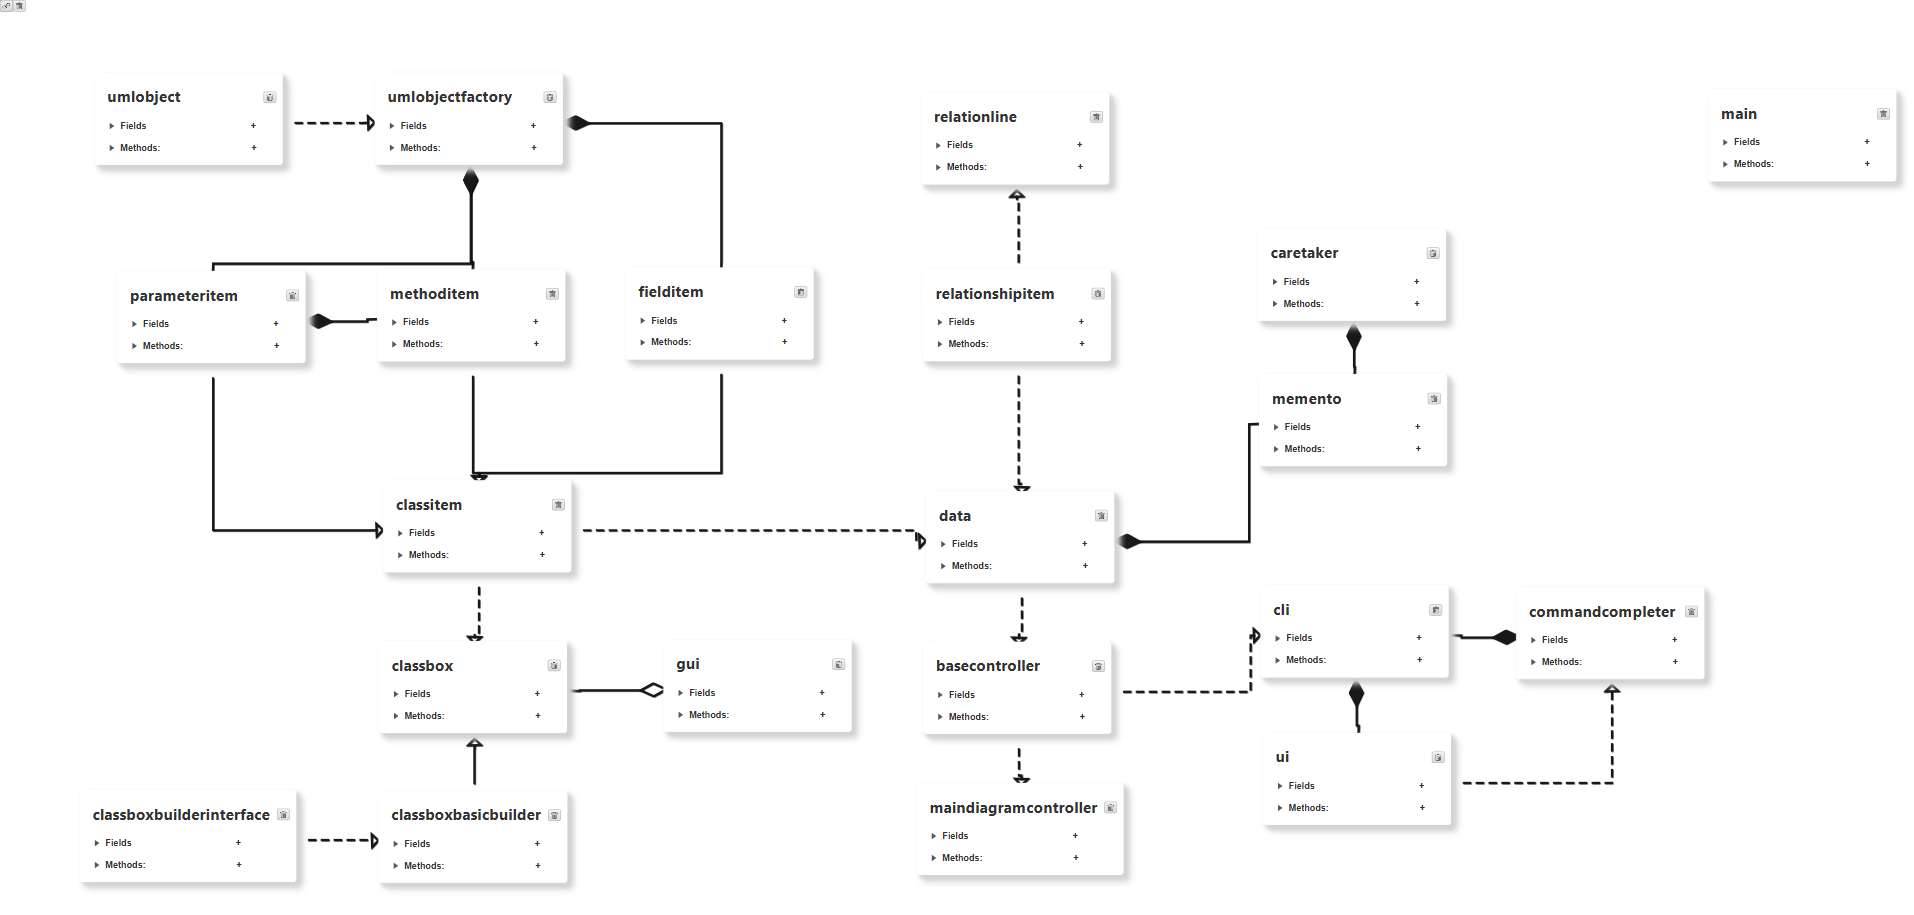 umlobject
Fields +
Methods: +
umlobjectfactory
Fields +
Methods: +
relationline
Fields +
Methods: +
main
Fields +
Methods: +
caretaker
Fields +
Methods: +
parameteritem
Fields +
Methods: +
methoditem
Fields +
Methods: +
fielditem
Fields +
Methods: +
relationshipitem
Fields +
Methods: +
memento
Fields +
Methods: +
classitem
Fields +
Methods: +
data
Fields +
Methods: +
cli
Fields +
Methods: +
commandcompleter
Fields +
Methods: +
classbox
Fields +
Methods: +
gui
Fields +
Methods: +
basecontroller
Fields +
Methods: +
ui
Fields +
Methods: +
classboxbuilderinterface
Fields +
Methods: +
classboxbasicbuilder
Fields +
Methods: +
maindiagramcontroller
Fields +
Methods: +